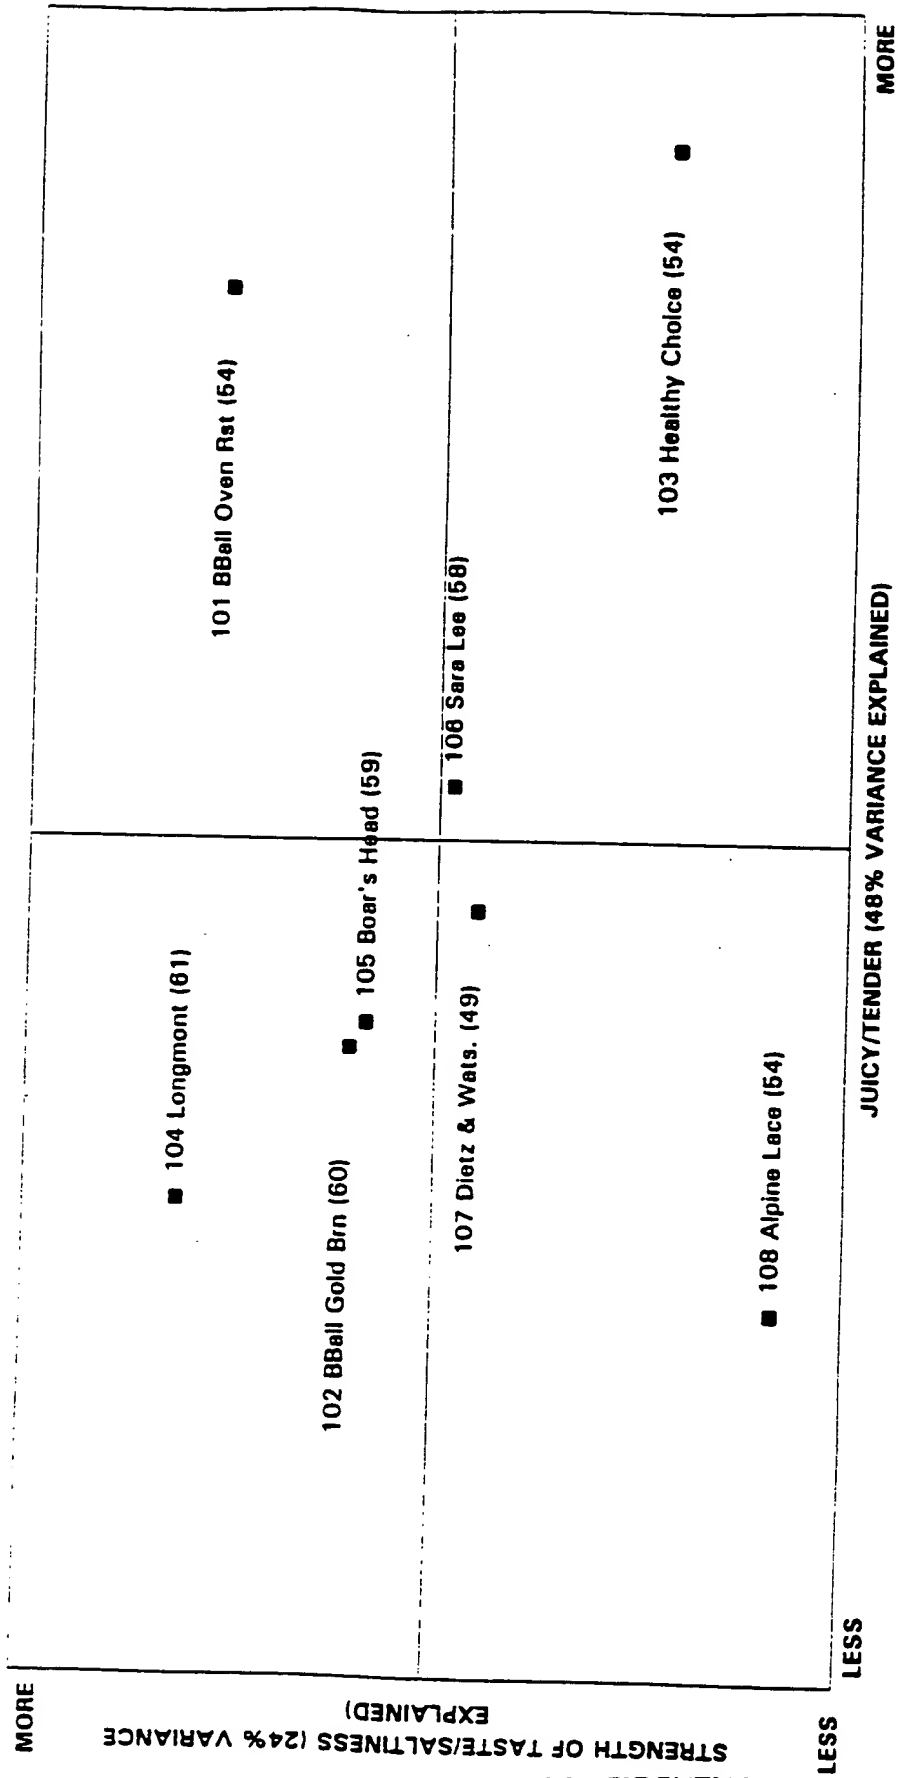 MORE
STRENGTH OF TASTE/SALTINESS (24% VARIANCE
EXPLAINED)
LESS
104 Longmont (61)
101 BBall Oven Rst (54)
102 BBall Gold Brn (60)
105 Boar's Head (59)
106 Sara Lee (58)
107 Dietz & Wats. (49)
103 Healthy Choice (54)
108 Alpine Lace (54)
LESS
JUICY/TENDER (48% VARIANCE EXPLAINED)
MORE